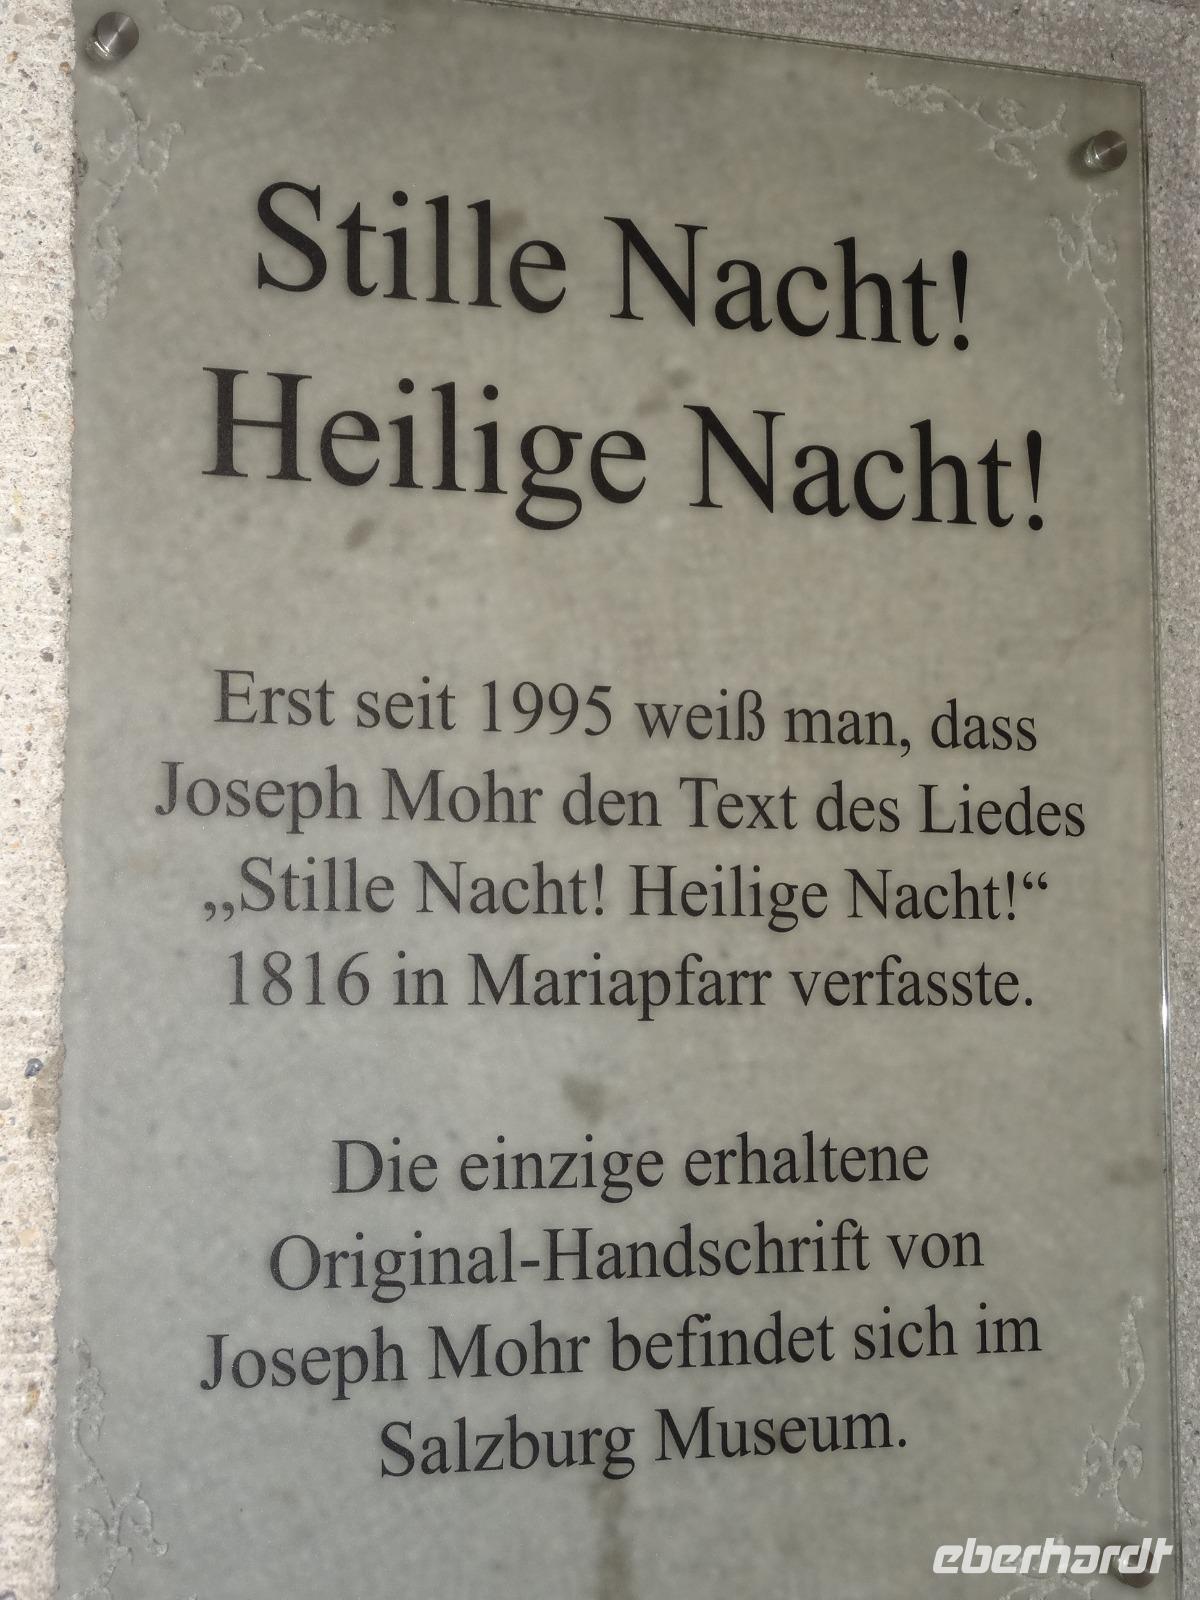 Stille Nacht!
Heilige Nacht!
Erst seit 1995 weiß man, dass
Joseph Mohr den Text des Liedes
„Stille Nacht! Heilige Nacht!“
1816 in Mariapfarr verfasste.
Die einzige erhaltene
Original-Handschrift von
Joseph Mohr befindet sich im
Salzburg Museum.
eberhardt